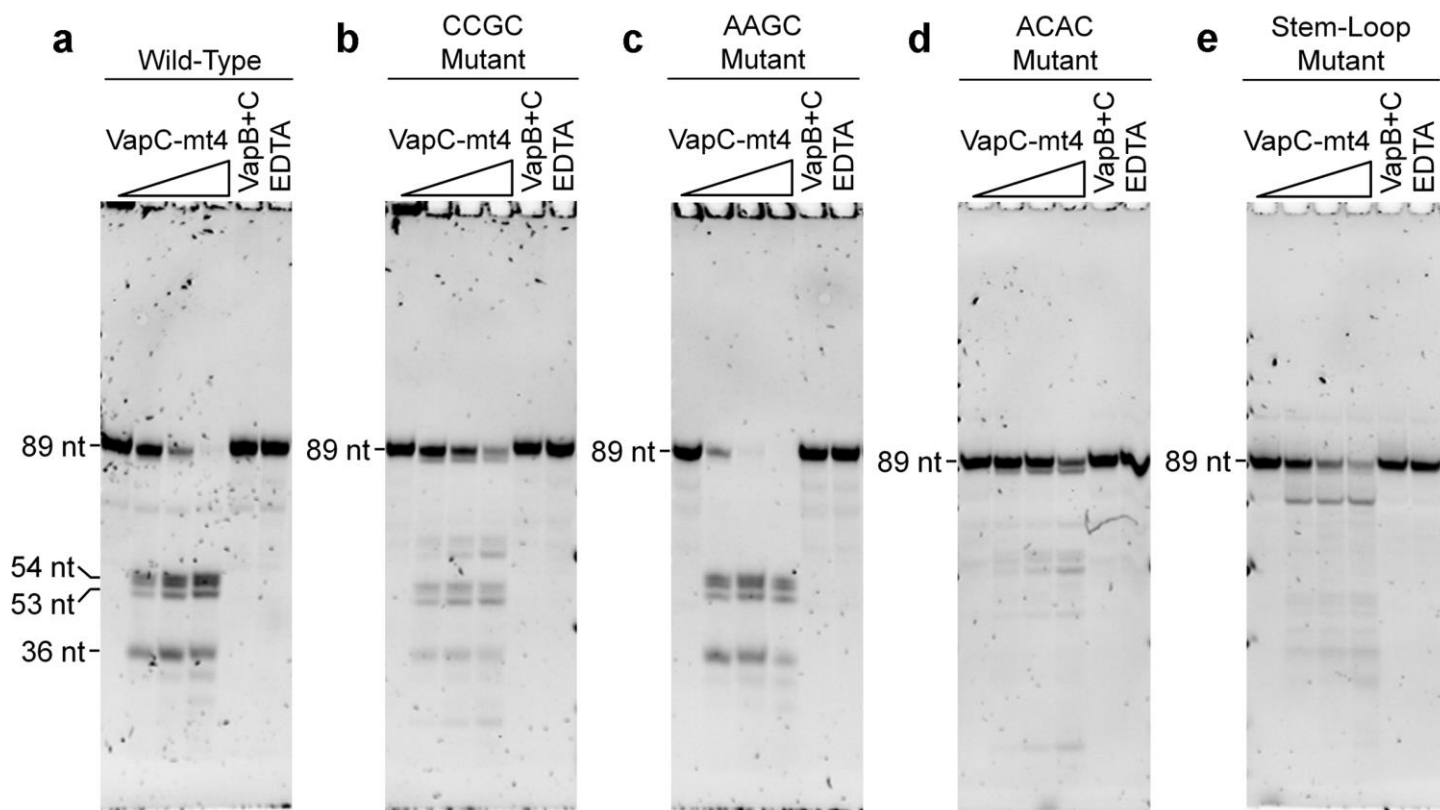 a
Wild-Type
VapC-mt4
VapB+C
EDTA
89 nt
54 nt
53 nt
36 nt
b
CCGC
Mutant
VapC-mt4
VapB+C
EDTA
89 nt
c
AAGC
Mutant
VapC-mt4
VapB+C
EDTA
89 nt
d
ACAC
Mutant
VapC-mt4
VapB+C
EDTA
89 nt
e
Stem-Loop
Mutant
VapC-mt4
VapB+C
EDTA
89 nt